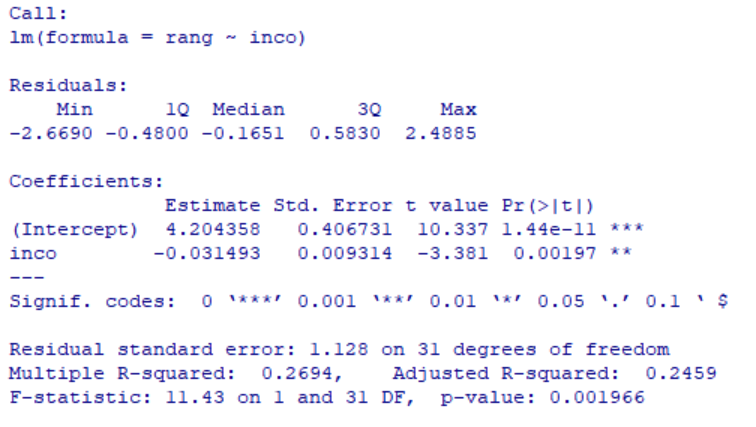 Call:
lm(formula = rang ~ inco)
Residuals:
Min 1Q Median 3Q Max
-2.6690 -0.4800 -0.1651 0.5830 2.4885
Coefficients:
Estimate Std. Error t value Pr(>|t|)
(Intercept) 4.204358 0.406731 10.337 1.44e-11 ***
inco -0.031493 0.009314 -3.381 0.00197 **
---
Signif. codes: 0 ‘***’ 0.001 ‘**’ 0.01 ‘*’ 0.05 ‘.’ 0.1 ‘ $
Residual standard error: 1.128 on 31 degrees of freedom
Multiple R-squared: 0.2694, Adjusted R-squared: 0.2459
F-statistic: 11.43 on 1 and 31 DF, p-value: 0.001966